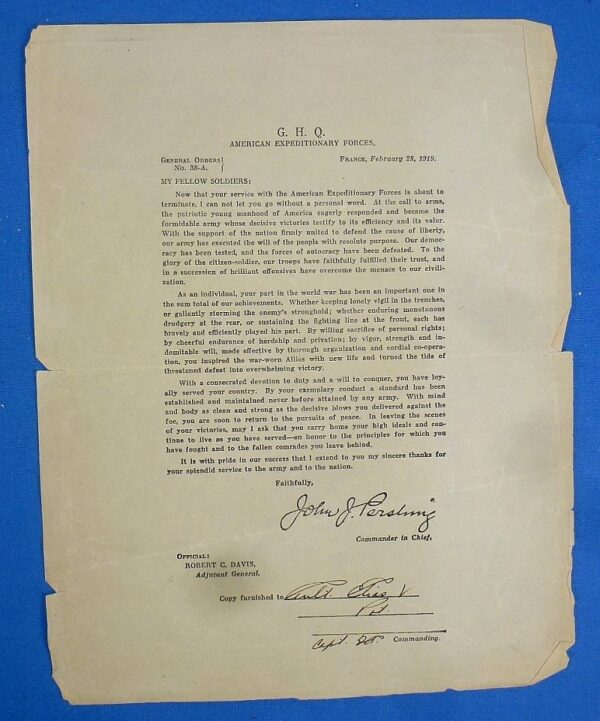 G. H. Q.
AMERICAN EXPEDITIONARY FORCES,
GENERAL ORDERS}
No. 38-A. }
FRANCE, February 28, 1919.
MY FELLOW SOLDIERS:
Now that your service with the American Expeditionary Forces is about to
terminate, I can not let you go without a personal word. At the call to arms,
the patriotic young manhood of America eagerly responded and became the
formidable army whose decisive victories testify to its efficiency and its valor.
With the support of the nation firmly united to defend the cause of liberty,
our army has executed the will of the people with resolute purpose. Our demo-
cracy has been tested, and the forces of autocracy have been defeated. To the
glory of the citizen-soldier, our troops have faithfully fulfilled their trust, and
in a succession of brilliant offensives have overcome the menace to our civili-
zation.
As an individual, your part in the world war has been an important one in
the sum total of our achievements. Whether keeping lonely vigil in the trenches,
or gallantly storming the enemy's stronghold; whether enduring monotonous
drudgery at the rear, or sustaining the fighting line at the front, each has
bravely and efficiently played his part. By willing sacrifice of personal rights;
by cheerful endurance of hardship and privation; by vigor, strength and in-
domitable will, made effective by thorough organization and cordial co-opera-
tion, you inspired the war-worn Allies with new life and turned the tide of
threatened defeat into overwhelming victory.
With a consecrated devotion to duty and a will to conquer, you have loy-
ally served your country. By your exemplary conduct a standard has been
established and maintained never before attained by any army. With mind
and body as clean and strong as the decisive blows you delivered against the
foe, you are soon to return to the pursuits of peace. In leaving the scenes
of your victories, may I ask that you carry home your high ideals and con-
tinue to live as you have served—an honor to the principles for which you
have fought and to the fallen comrades you leave behind.
It is with pride in our success that I extend to you my sincere thanks for
your splendid service to the army and to the nation.
Faithfully,
John J. Pershing
Commander in Chief,
OFFICIAL:
ROBERT C. DAVIS,
Adjutant General.
Copy furnished to Elias V
Capt. Commanding.